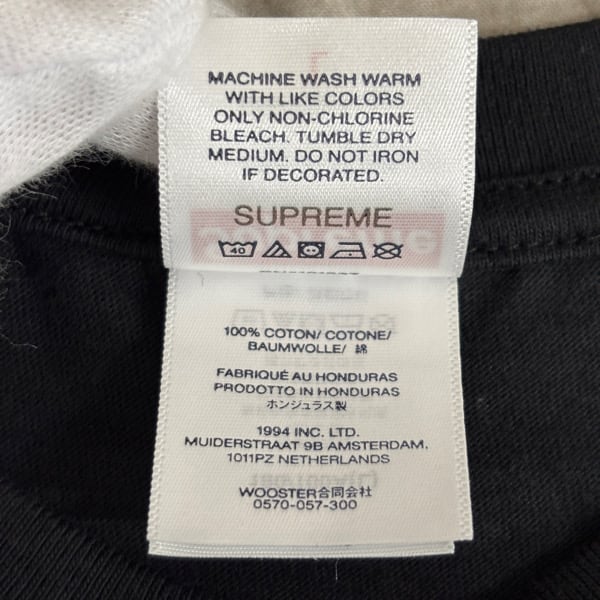 MACHINE WASH WARM
WITH LIKE COLORS
ONLY NON-CHLORINE
BLEACH. TUMBLE DRY
MEDIUM. DO NOT IRON
IF DECORATED.
SUPREME
40
100% COTON/ COTONE/
BAUMWOLLE/ 綿
FABRIQUÉ AU HONDURAS
PRODOTTO IN HONDURAS
ホンジュラス製
1994 INC. LTD.
MUIDERSTRAAT 9B AMSTERDAM.
1011PZ NETHERLANDS
WOOSTER合同会社
0570-057-300